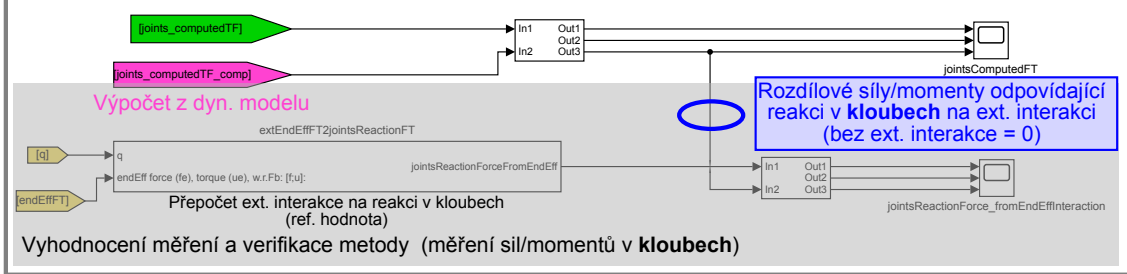 [joints_computedTF]
In1 Out1
Out2
In2 Out3
[joints_computedTF_comp]
jointsComputedFT
Výpočet z dyn. modelu
Rozdílové síly/momenty odpovídající
reakci v kloubech na ext. interakci
(bez ext. interakce = 0)
extEndEffFT2jointsReactionFT
[q]
q
jointsReactionForceFromEndEff
endEff force (fe), torque (ue), w.r.Fb: [f;u]:
[endEffFT]
In1 Out1
Out2
In2 Out3
jointsReactionForce_fromEndEffInteraction
Přepočet ext. interakce na reakci v kloubech
(ref. hodnota)
Vyhodnocení měření a verifikace metody (měření sil/momentů v kloubech)